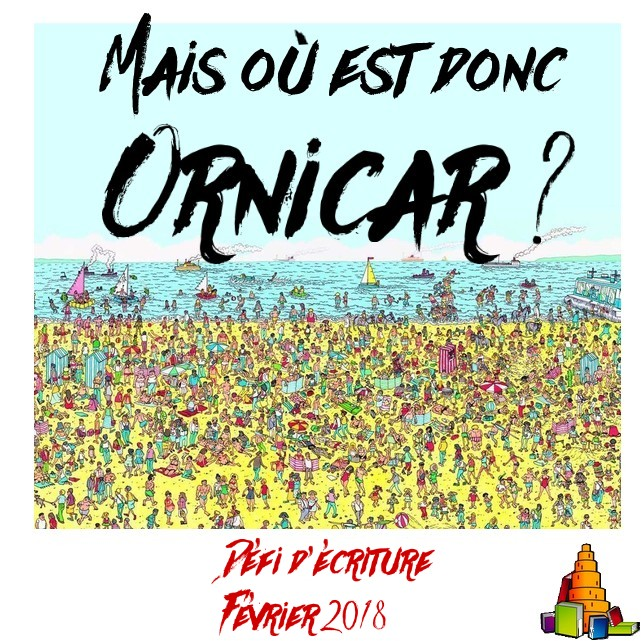 Mais où est donc
Ornicar ?
Défi d'écriture
Février 2018